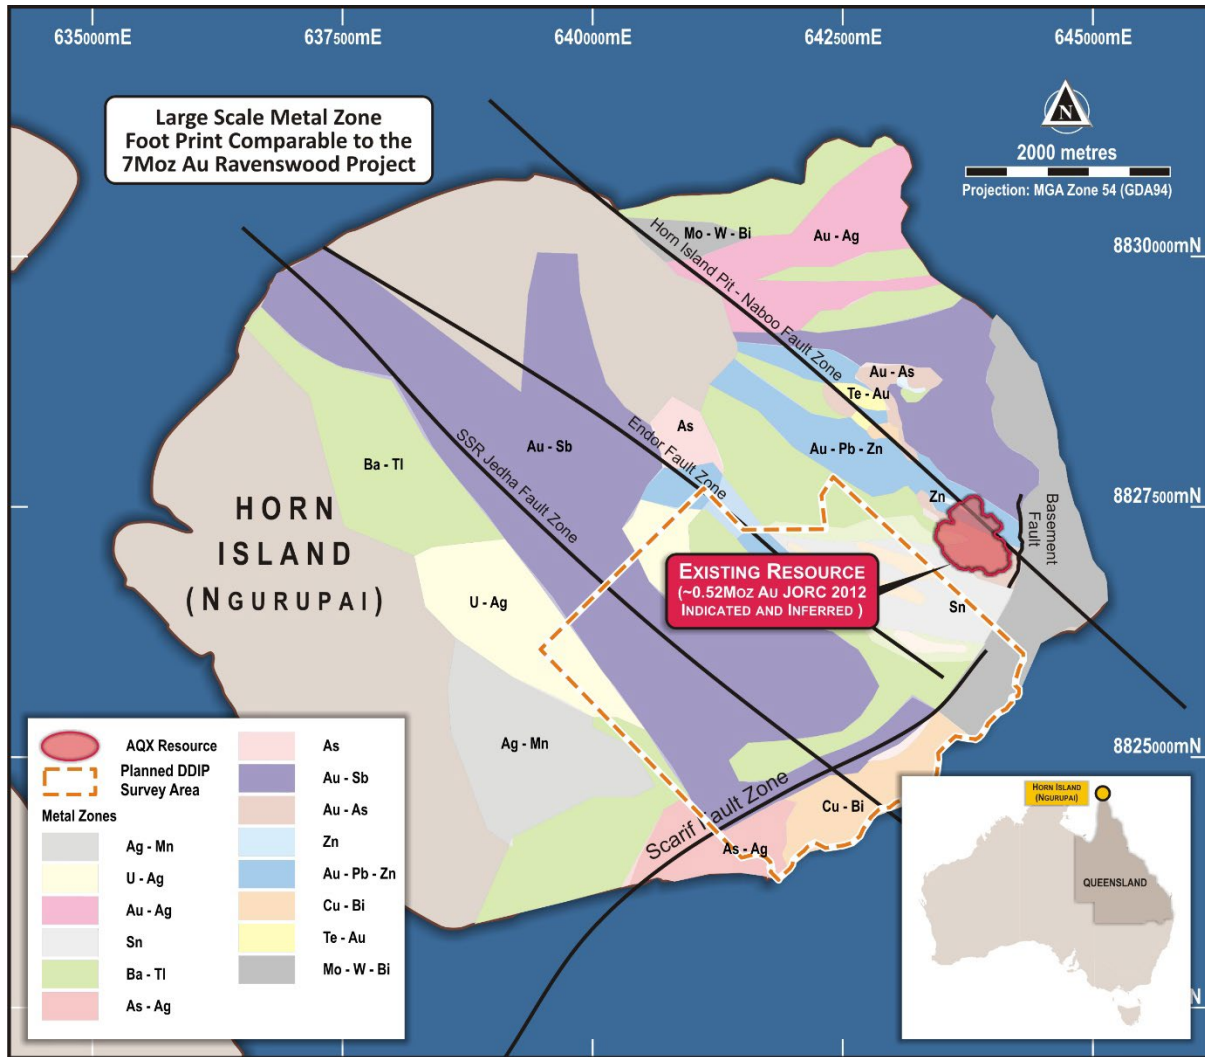 635000mE
637500mE
640000mE
642500mE
645000mE
Large Scale Metal Zone
Foot Print Comparable to the
7Moz Au Ravenswood Project
N
2000 metres
Projection: MGA Zone 54 (GDA94)
8830000mN
8827500mN
8825000mN
N
Mo - W - Bi
Au - Ag
Horn Island Pit - Naboo Fault Zone
Au - As
Te - Au
As
Endor Fault Zone
Au - Sb
SSR Jedha Fault Zone
Ba - Tl
Au - Pb - Zn
Zn
Basement
Fault
HORN
ISLAND
(NGURUPAI)
EXISTING RESOURCE
(~0.52MOZ AU JORC 2012
INDICATED AND INFERRED )
U - Ag
Sn
Ag - Mn
Scarif Fault Zone
Cu - Bi
As - Ag
AQX Resource
Planned DDIP
Survey Area
Metal Zones
Ag - Mn
U - Ag
Au - Ag
Sn
Ba - Tl
As - Ag
As
Au - Sb
Au - As
Zn
Au - Pb - Zn
Cu - Bi
Te - Au
Mo - W - Bi
HORN ISLAND
(NGURUPAI)
QUEENSLAND